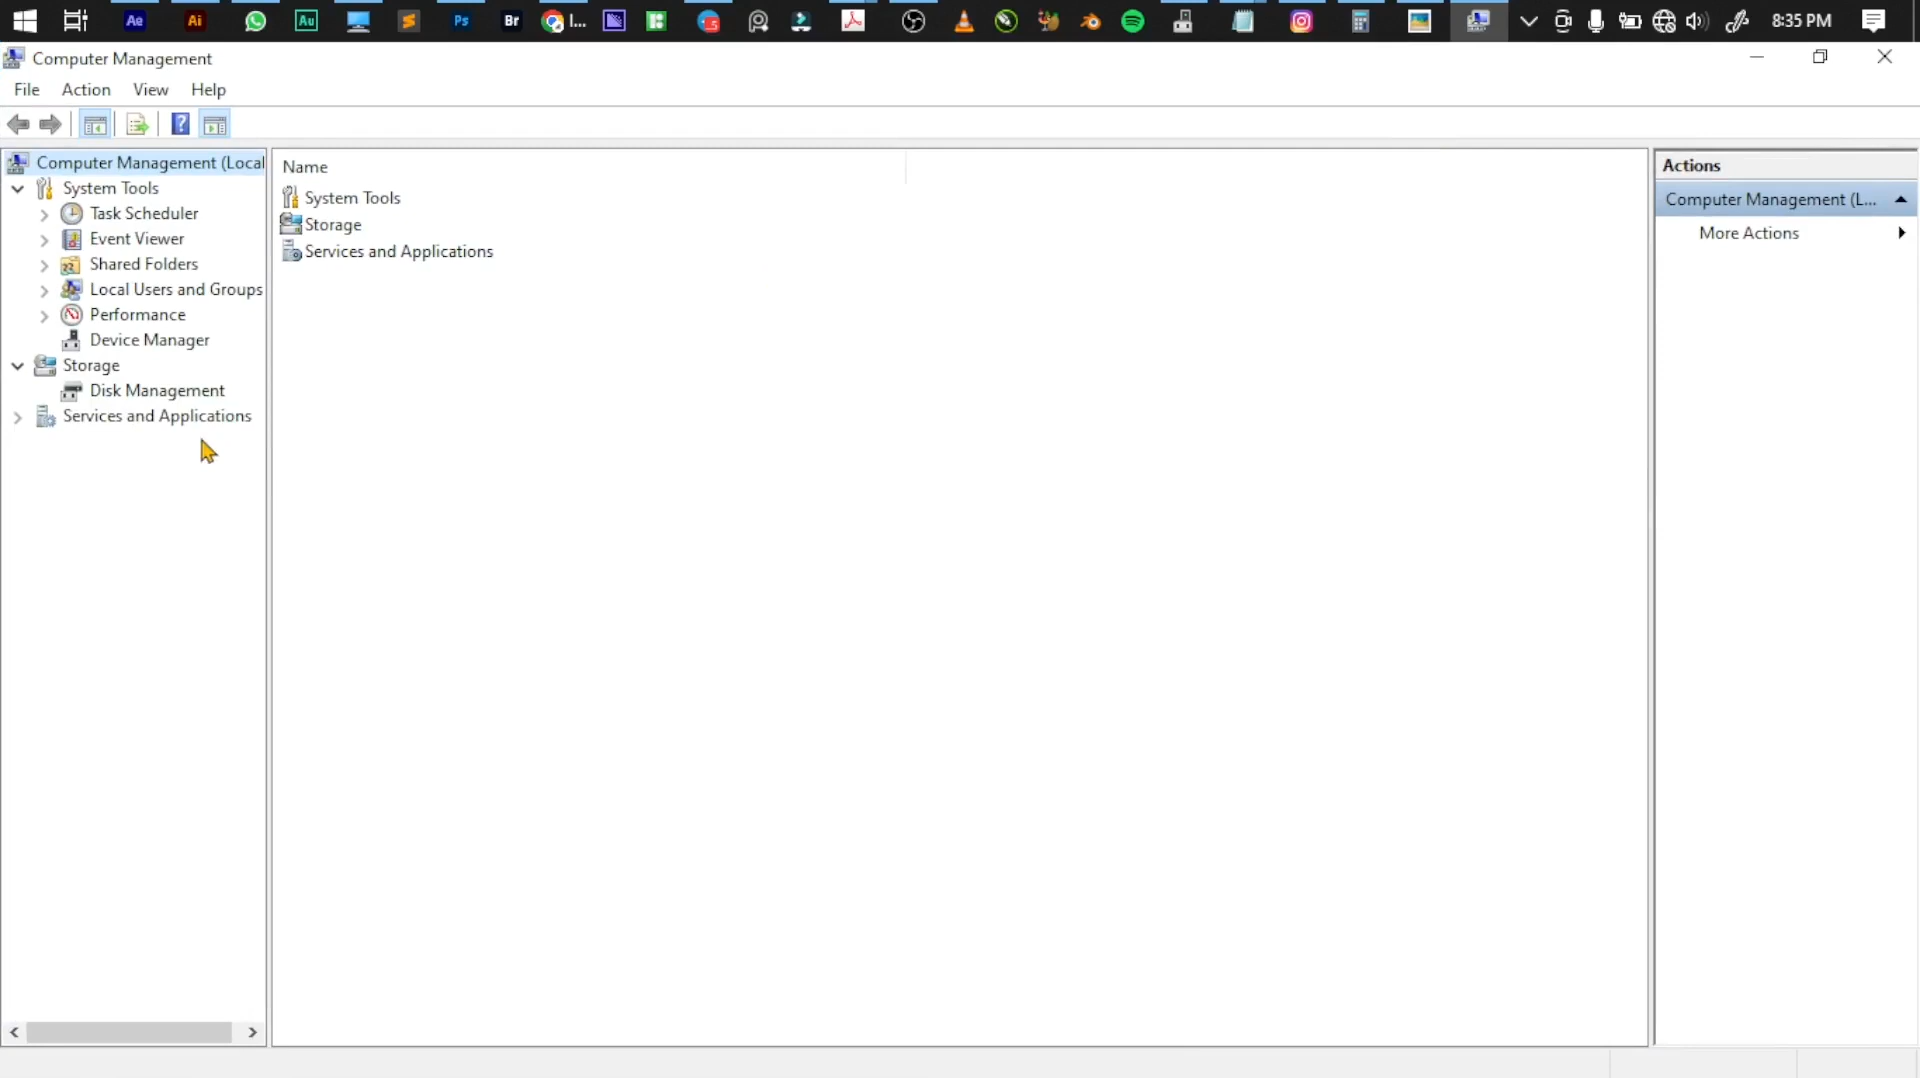 Ae
Ai
Au
Ps
Br
I...
15
8:35 PM
Computer Management
File
Action
View
Help
Computer Management (Local
System Tools
Task Scheduler
Event Viewer
Shared Folders
Local Users and Groups
Performance
Device Manager
Storage
Disk Management
Services and Applications
Name
System Tools
Storage
Services and Applications
Actions
Computer Management (L...
More Actions